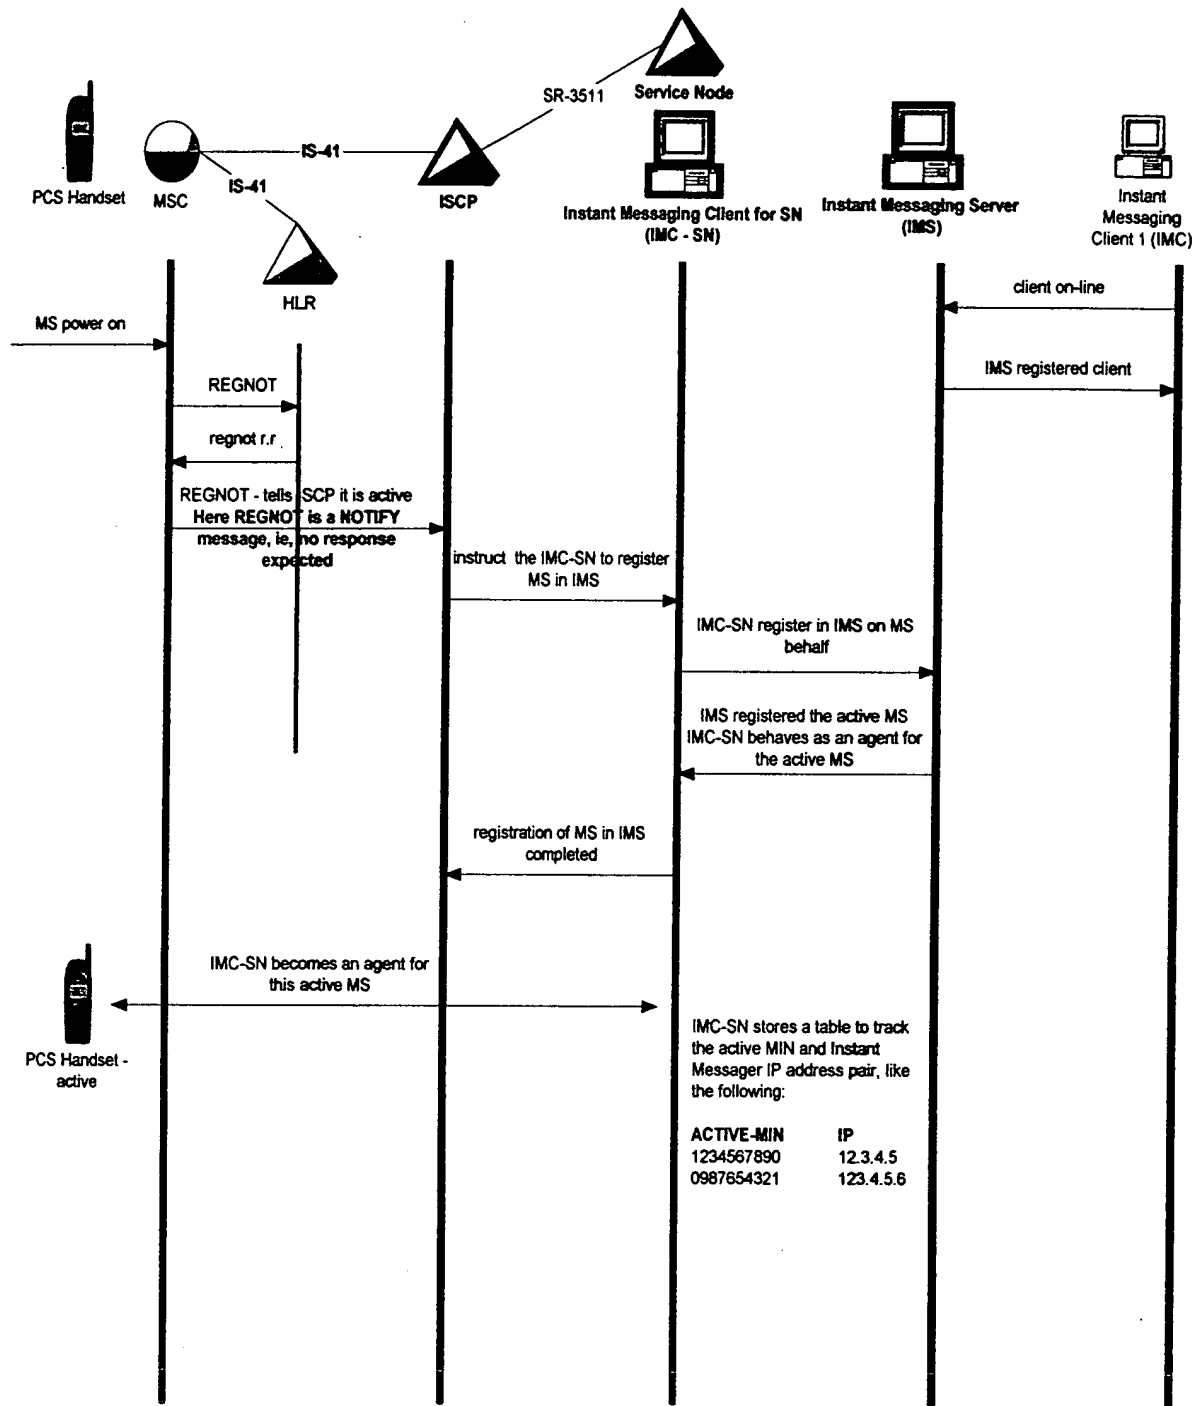 SR-3511
Service Node
IS-41
IS-41
PCS Handset
MSC
ISCP
Instant Messaging Client for SN
(IMC - SN)
Instant Messaging Server
(IMS)
Instant
Messaging
Client 1 (IMC)
HLR
client on-line
MS power on
IMS registered client
REGNOT
regnot r.r
REGNOT - tells ISCP it is active
Here REGNOT is a NOTIFY
message, ie, no response
expected
instruct the IMC-SN to register
MS in IMS
IMC-SN register in IMS on MS
behalf
IMS registered the active MS
IMC-SN behaves as an agent for
the active MS
registration of MS in IMS
completed
IMC-SN becomes an agent for
this active MS
PCS Handset -
active
IMC-SN stores a table to track
the active MIN and Instant
Messager IP address pair, like
the following:
ACTIVE-MIN IP
1234567890 12.3.4.5
0987654321 123.4.5.6